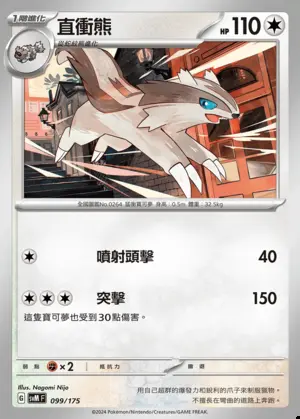 1階進化
直衝熊
HP 110
從蛇紋熊進化
全國圖鑑No.0264 猛衝寶可夢 身高:0.5m 體重:32.5kg
噴射頭擊 40
突擊 150
這隻寶可夢也受到30點傷害。
弱點 ×2 抵抗力 撤退
Illus. Nagomi Nijo
G SVM F 099/175
會用自己尖銳的爆發力和銳利的爪子來制服獵物。
不擅長在彎曲的道路上奔跑。
©2024 Pokémon/Nintendo/Creatures/GAME FREAK.